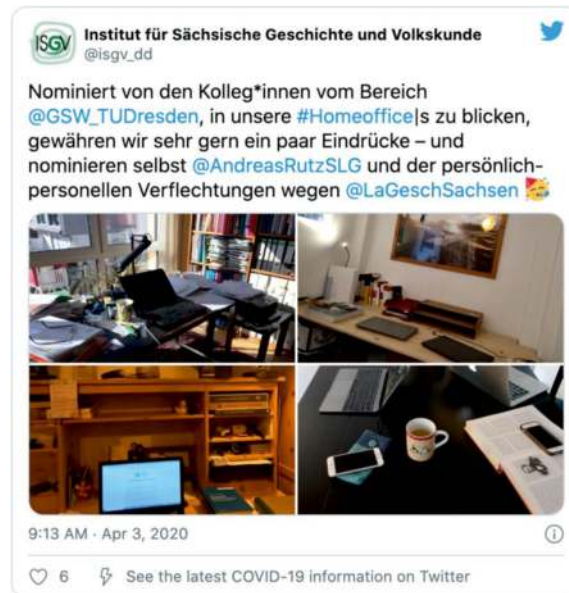 ISGV
Institut für Sächsische Geschichte und Volkskunde
@isgv_dd
Nominiert von den Kolleg*innen vom Bereich
@GSW_TUDresden, in unsere #Homeoffice|s zu blicken,
gewähren wir sehr gern ein paar Eindrücke – und
nominieren selbst @AndreasRutzSLG und der persönlich-
personellen Verflechtungen wegen @LaGeschSachsen 🥳
9:13 AM · Apr 3, 2020
6
See the latest COVID-19 information on Twitter